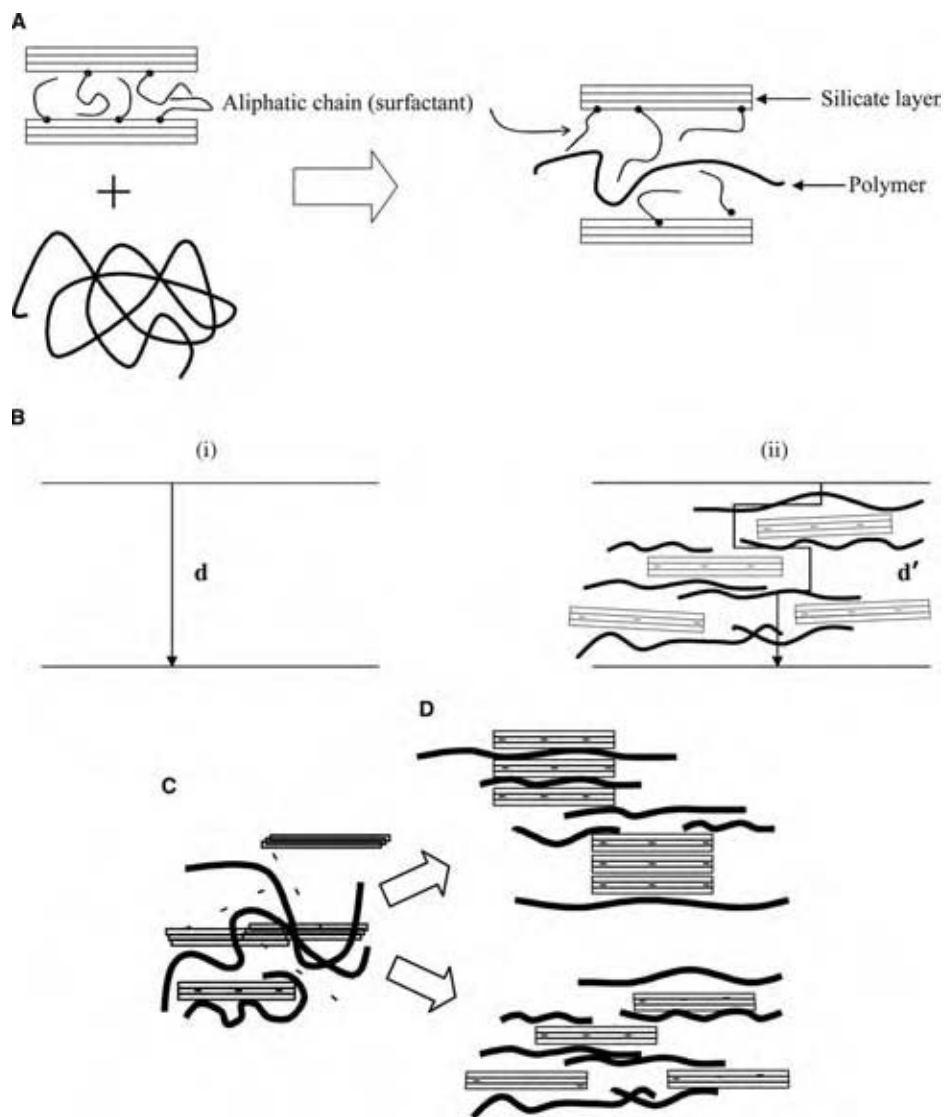 A
Aliphatic chain (surfactant)
Silicate layer
Polymer
+
B
(i)
(ii)
d
d′
D
C